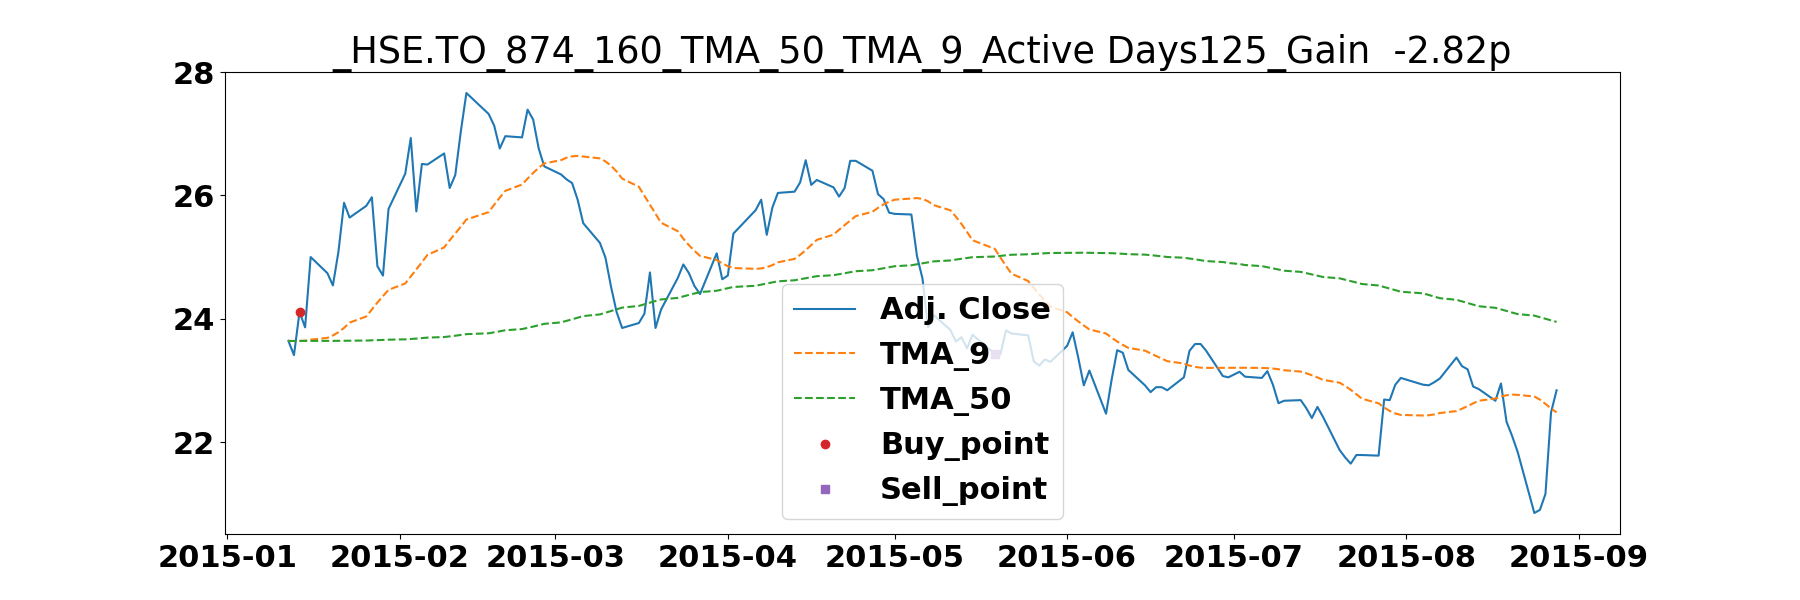 _HSE.TO_874_160_TMA_50_TMA_9_Active Days125_Gain  -2.82p
28
26
24
22
Adj. Close
TMA_9
TMA_50
Buy_point
Sell_point
2015-01 2015-02 2015-03 2015-04 2015-05 2015-06 2015-07 2015-08 2015-09